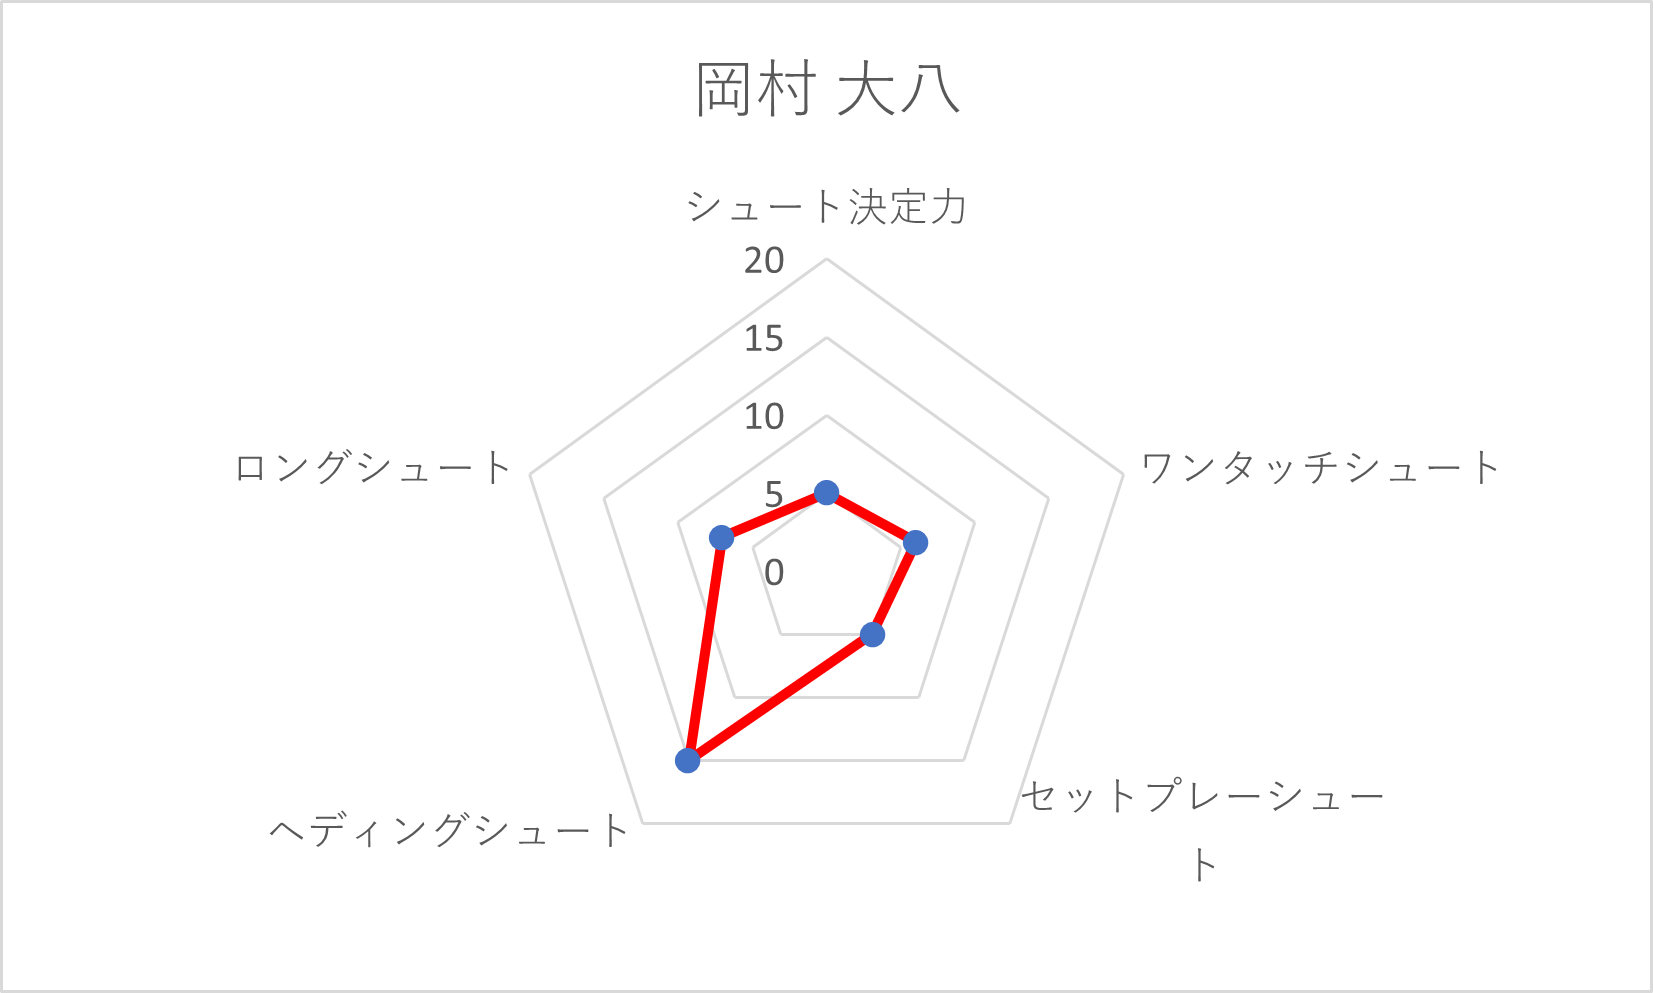 岡村 大八
シュート決定力
20
15
10
5
0
ロングシュート
ワンタッチシュート
ヘディングシュート
セットプレーシュー
ト